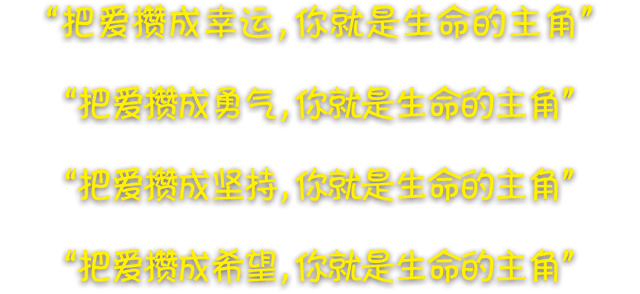 “把爱攒成幸运,你就是生命的主角”
“把爱攒成勇气,你就是生命的主角”
“把爱攒成坚持,你就是生命的主角”
“把爱攒成希望,你就是生命的主角”